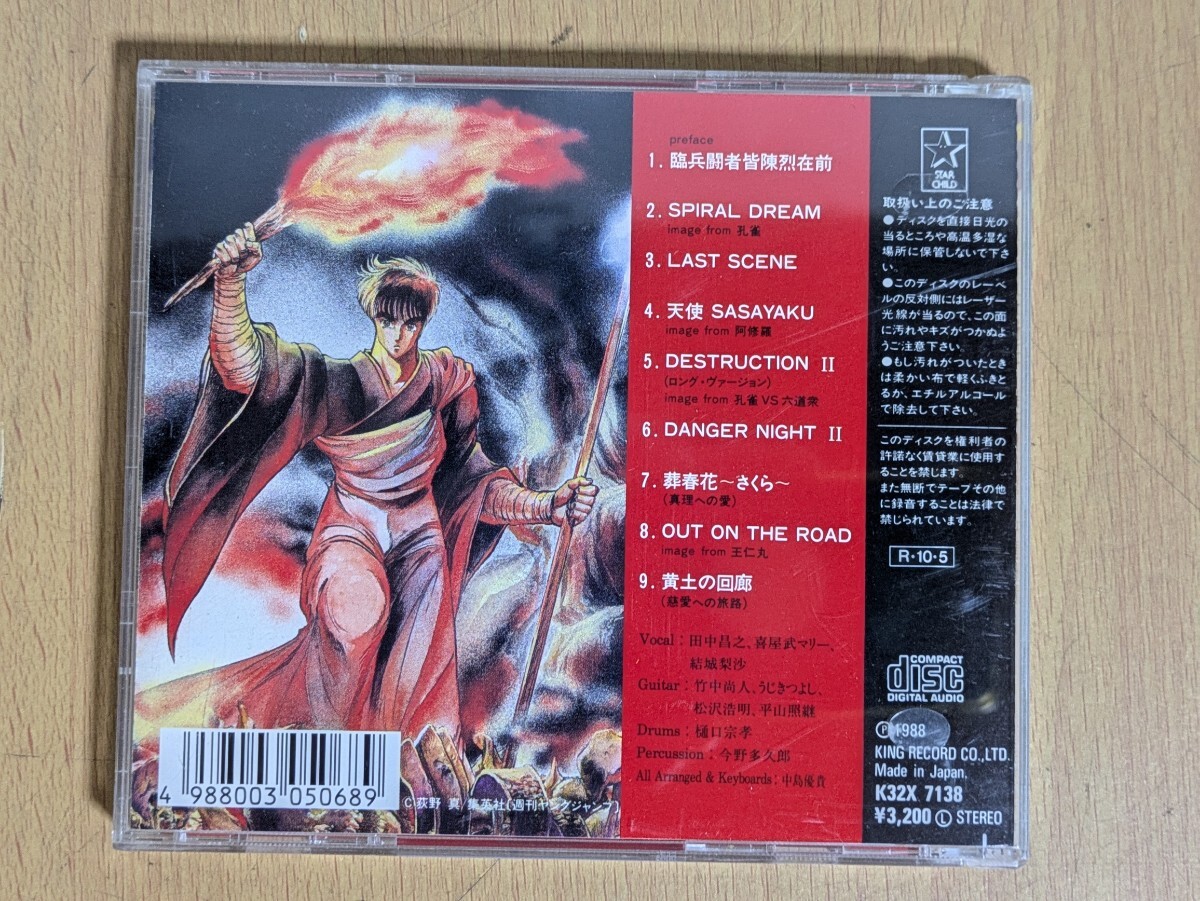 preface
1. 臨兵闘者皆陳烈在前
2. SPIRAL DREAM
image from 孔雀
3. LAST SCENE
4. 天使 SASAYAKU
image from 阿修羅
5. DESTRUCTION II
(ロング・ヴァージョン)
image from 孔雀 VS 六道衆
6. DANGER NIGHT II
7. 葬春花〜さくら〜
(真理への愛)
8. OUT ON THE ROAD
image from 王仁丸
9. 黄土の回廊
(慈愛への旅路)
Vocal : 田中昌之、喜屋武マリー、
結城梨沙
Guitar : 竹中尚人、うじきつよし、
松沢浩明、平山照継
Drums : 樋口宗孝
Percussion : 今野多久郎
All Arranged & Keyboards : 中島優貴
STAR
CHILD
取扱い上のご注意
●ディスクを直接日光の
当るところや高温多湿な
場所に保管しないで下さ
い。
●このディスクのレーベ
ルの反対側にはレーザー
光線が当るので、この面
に汚れやキズがつかぬよ
うご注意下さい。
●もし汚れがついたとき
は柔かい布で軽くふきと
るか、エチルアルコール
で除去して下さい。
このディスクを権利者の
許諾なく賃貸業に使用す
ることを禁じます。
また無断でテープその他
に録音することは法律で
禁じられています。
R・10・5
COMPACT
disc
DIGITAL AUDIO
Ⓟ1988
KING RECORD CO.,LTD.
Made in Japan.
K32X 7138
¥3,200 Ⓛ STEREO
4 988003 050689
C 荻野 真/集英社(週刊ヤングジャンプ)